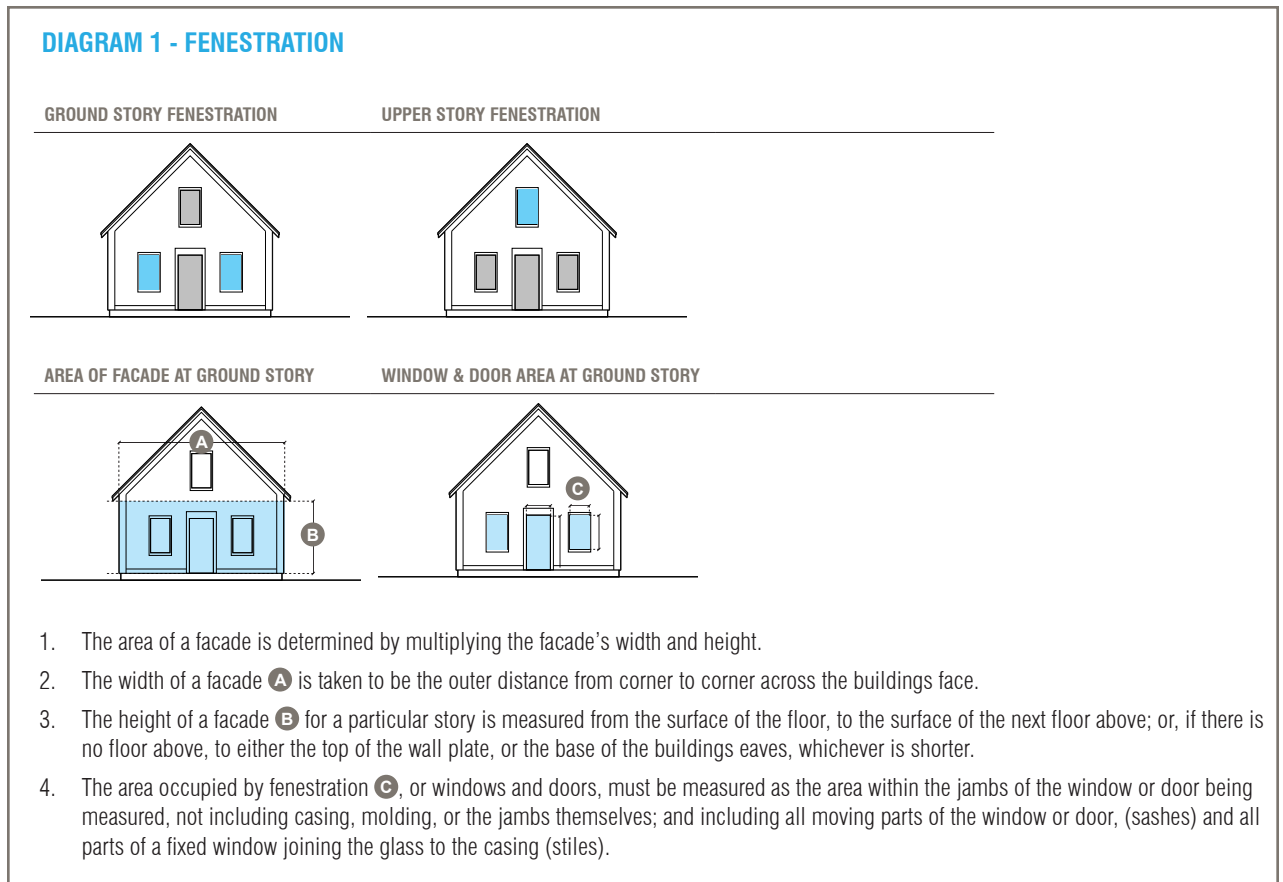 DIAGRAM 1 - FENESTRATION
GROUND STORY FENESTRATION
UPPER STORY FENESTRATION
AREA OF FACADE AT GROUND STORY
WINDOW & DOOR AREA AT GROUND STORY
A
B
C
1. The area of a facade is determined by multiplying the facade's width and height.
2. The width of a facade A is taken to be the outer distance from corner to corner across the buildings face.
3. The height of a facade B for a particular story is measured from the surface of the floor, to the surface of the next floor above; or, if there is
no floor above, to either the top of the wall plate, or the base of the buildings eaves, whichever is shorter.
4. The area occupied by fenestration C, or windows and doors, must be measured as the area within the jambs of the window or door being
measured, not including casing, molding, or the jambs themselves; and including all moving parts of the window or door, (sashes) and all
parts of a fixed window joining the glass to the casing (stiles).